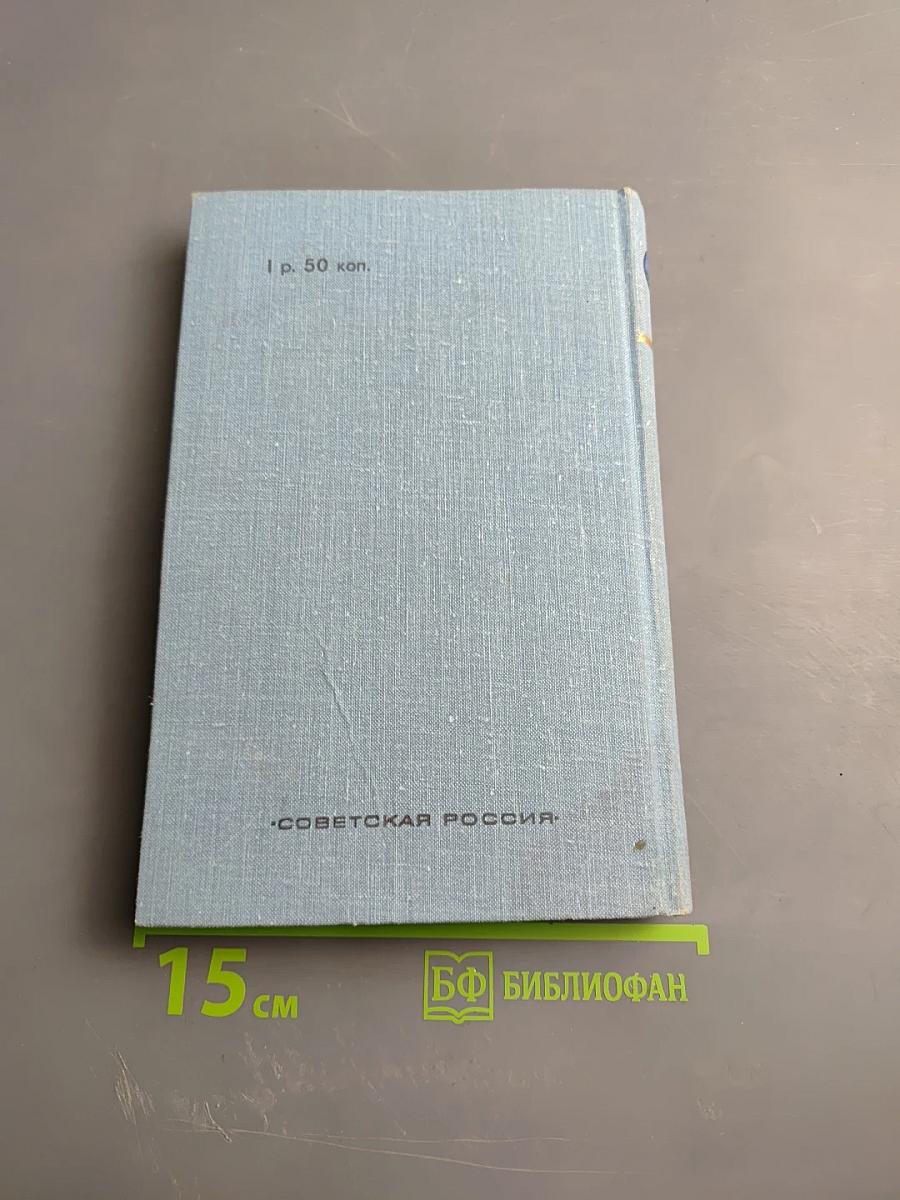 1 р. 50 коп.
•СОВЕТСКАЯ РОССИЯ•
15 см
БФ БИБЛИОФАН